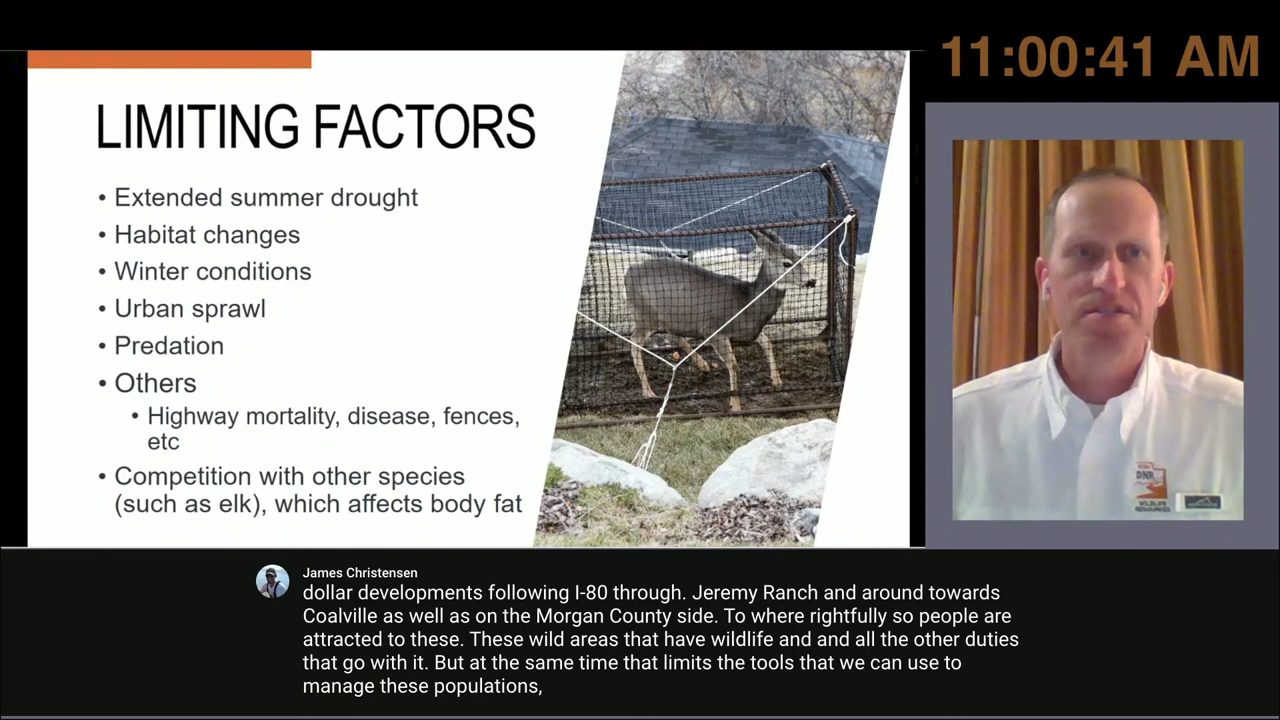 11:00:41 AM
LIMITING FACTORS
• Extended summer drought
• Habitat changes
• Winter conditions
• Urban sprawl
• Predation
• Others
• Highway mortality, disease, fences,
etc
• Competition with other species
(such as elk), which affects body fat
DNR
WILDLIFE
RESOURCES
James Christensen
dollar developments following I-80 through. Jeremy Ranch and around towards
Coalville as well as on the Morgan County side. To where rightfully so people are
attracted to these. These wild areas that have wildlife and and all the other duties
that go with it. But at the same time that limits the tools that we can use to
manage these populations,